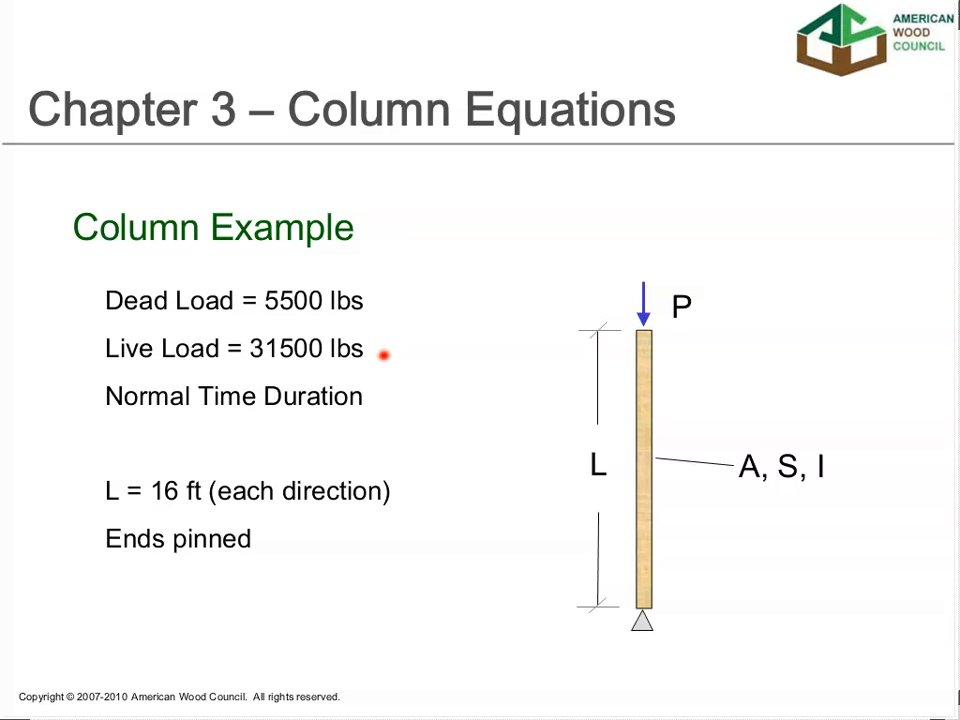 AMERICAN
WOOD
COUNCIL
Chapter 3 – Column Equations
Column Example
Dead Load = 5500 lbs
Live Load = 31500 lbs
Normal Time Duration
L = 16 ft (each direction)
Ends pinned
P
L
A, S, I
Copyright © 2007-2010 American Wood Council. All rights reserved.